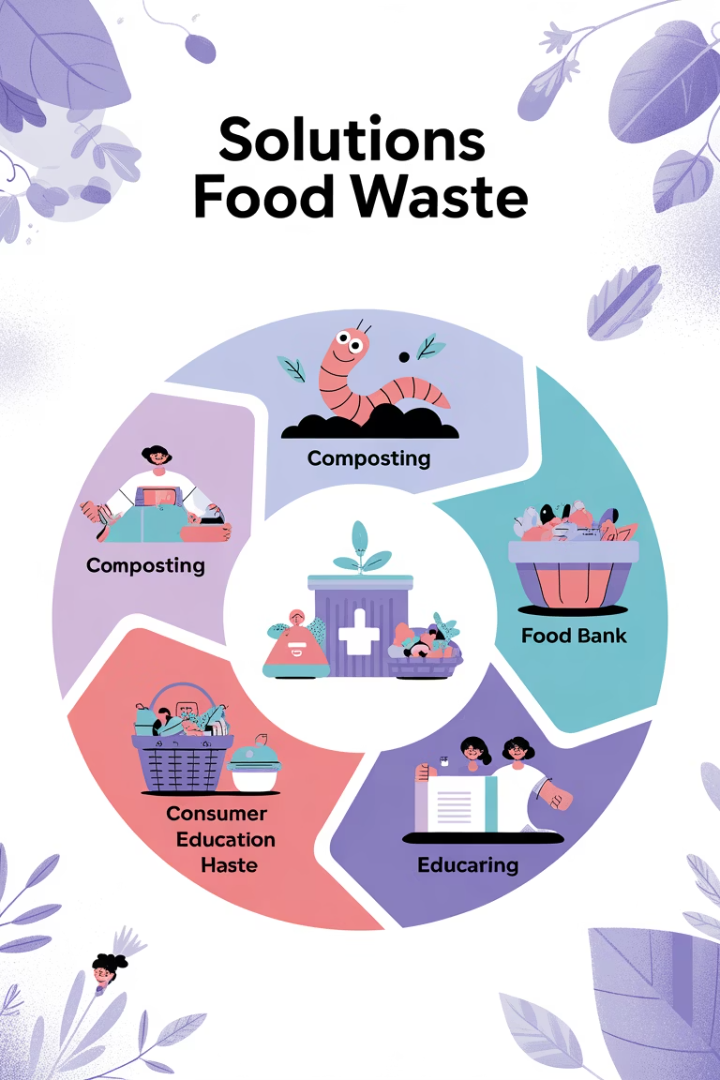 Solutions
Food Waste
Composting
Composting
Food Bank
Consumer
Education
Haste
Educaring